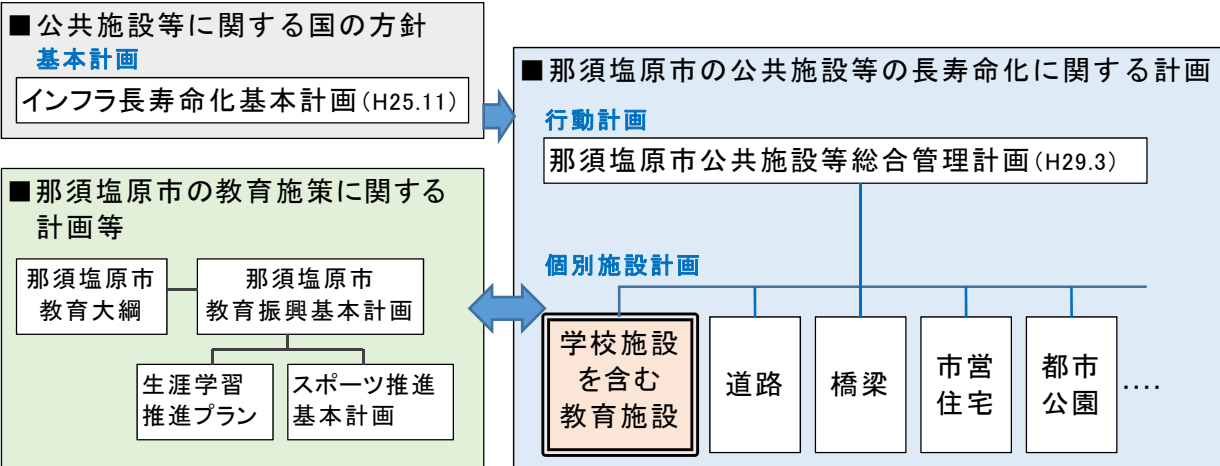 ■公共施設等に関する国の方針
基本計画
インフラ長寿命化基本計画(H25.11)
■那須塩原市の教育施策に関する
計画等
那須塩原市
教育大綱
那須塩原市
教育振興基本計画
生涯学習
推進プラン
スポーツ推進
基本計画
■那須塩原市の公共施設等の長寿命化に関する計画
行動計画
那須塩原市公共施設等総合管理計画(H29.3)
個別施設計画
学校施設
を含む
教育施設
道路
橋梁
市営
住宅
都市
公園
....